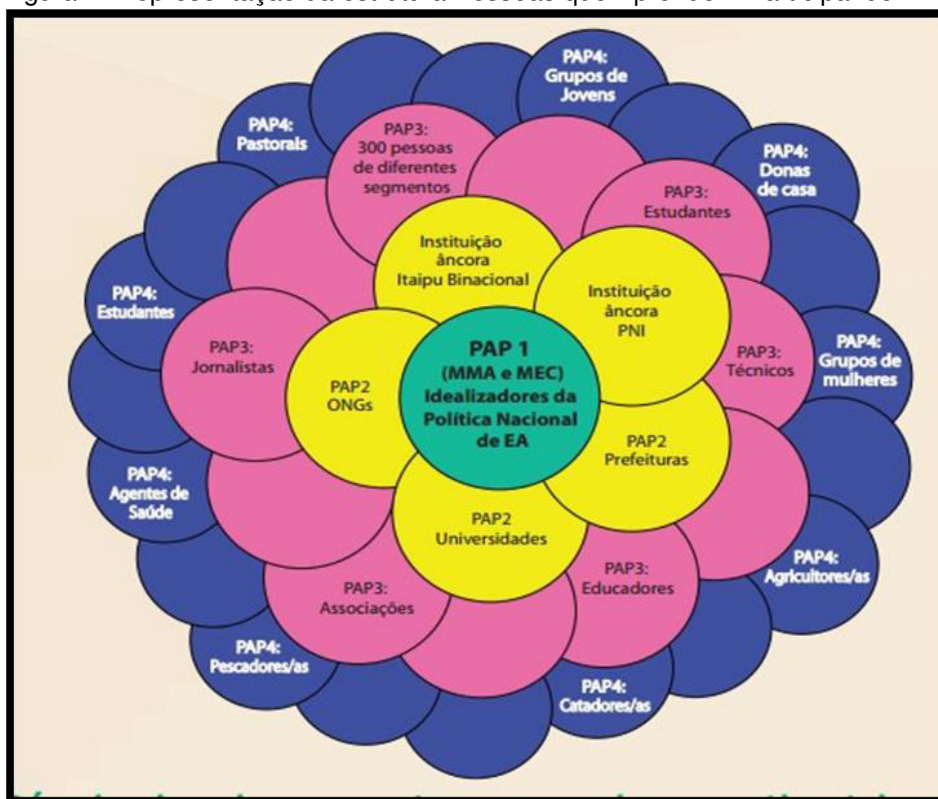 PAP4:
Grupos de
Jovens
PAP4:
Pastorais
PAP3:
300 pessoas
de diferentes
segmentos
PAP4:
Donas
de casa
PAP3:
Estudantes
Instituição
âncora
Itaipu Binacional
Instituição
âncora
PNI
PAP4:
Estudantes
PAP3:
Jornalistas
PAP2
ONGs
PAP 1
(MMA e MEC)
Idealizadores da
Política Nacional
de EA
PAP3:
Técnicos
PAP4:
Grupos de
mulheres
PAP2
Prefeituras
PAP4:
Agentes de
Saúde
PAP2
Universidades
PAP3:
Associações
PAP3:
Educadores
PAP4:
Agricultores/as
PAP4:
Pescadores/as
PAP4:
Catadores/as